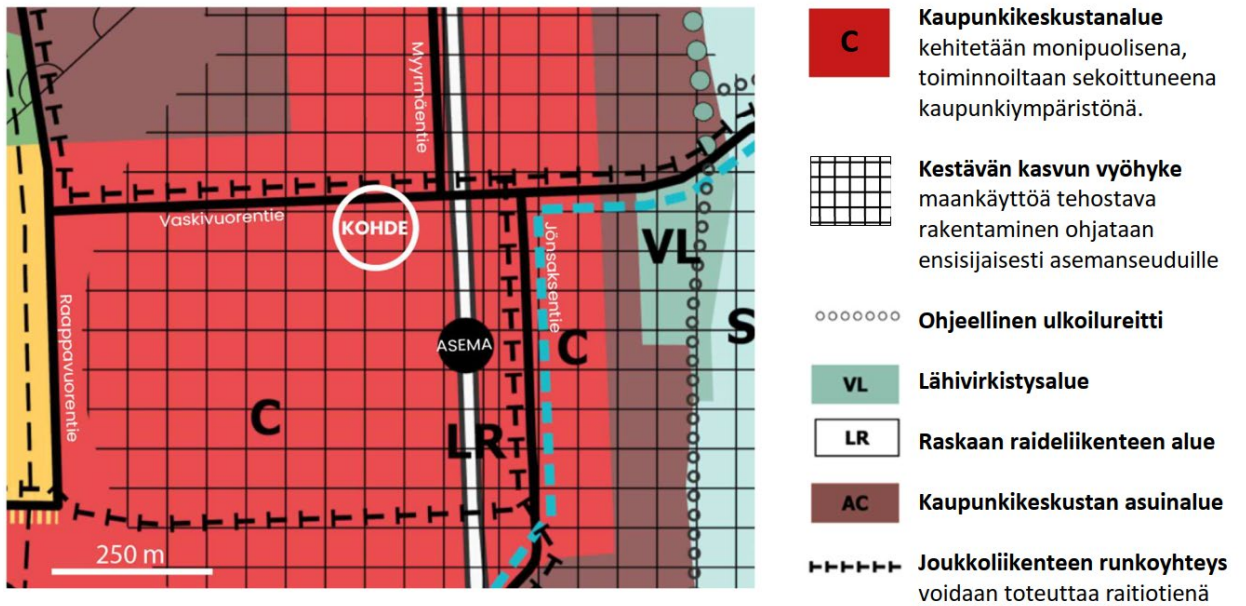 Myyrmäentie
Vaskivuorentie
KOHDE
Jönsaksentie
VL
S
Raappavuorentie
ASEMA
C
C
LR
250 m
C
Kaupunkikeskustanalue
kehitetään monipuolisena,
toiminnoiltaan sekoittuneena
kaupunkiympäristönä.
Kestävän kasvun vyöhyke
maankäyttöä tehostava
rakentaminen ohjataan
ensisijaisesti asemanseuduille
Ohjeellinen ulkoilureitti
VL
Lähivirkistysalue
LR
Raskaan raideliikenteen alue
AC
Kaupunkikeskustan asuinalue
Joukkoliikenteen runkoyhteys
voidaan toteuttaa raitiotienä